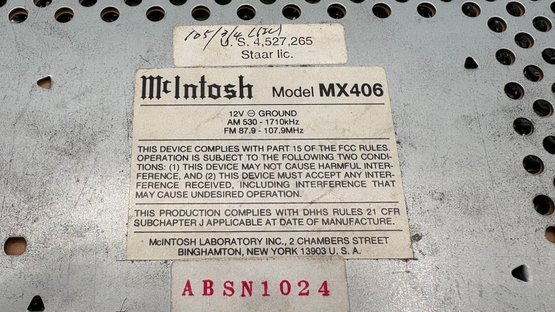 U.S. 4,527,265
Staar lic.
McIntosh Model MX406
12V ⊖ GROUND
AM 530 - 1710kHz
FM 87.9 - 107.9MHz
THIS DEVICE COMPLIES WITH PART 15 OF THE FCC RULES.
OPERATION IS SUBJECT TO THE FOLLOWING TWO CONDI-
TIONS: (1) THIS DEVICE MAY NOT CAUSE HARMFUL INTER-
FERENCE, AND (2) THIS DEVICE MUST ACCEPT ANY INTER-
FERENCE RECEIVED, INCLUDING INTERFERENCE THAT
MAY CAUSE UNDESIRED OPERATION.
THIS PRODUCTION COMPLIES WITH DHHS RULES 21 CFR
SUBCHAPTER J APPLICABLE AT DATE OF MANUFACTURE.
McINTOSH LABORATORY INC., 2 CHAMBERS STREET
BINGHAMTON, NEW YORK 13903 U. S. A.
ABSN1024